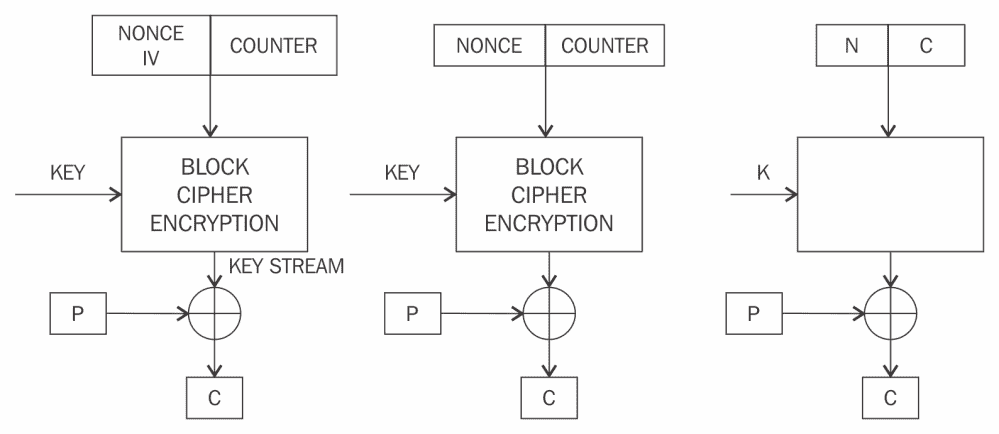 NONCE
IV
COUNTER
KEY
BLOCK
CIPHER
ENCRYPTION
KEY STREAM
P
C
NONCE
COUNTER
KEY
BLOCK
CIPHER
ENCRYPTION
P
C
N
C
K
P
C